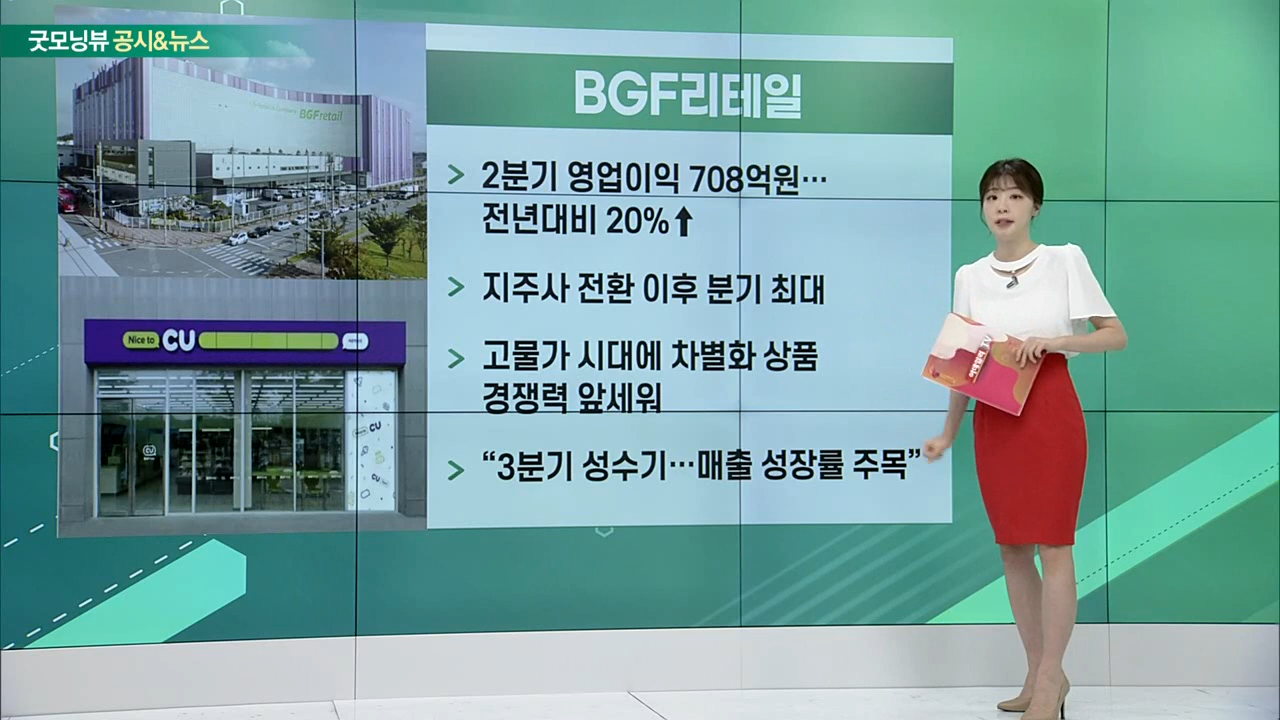 굿모닝뷰 공시&뉴스
BGFretail
BGF리테일
2분기 영업이익 708억원…
전년대비 20%↑
지주사 전환 이후 분기 최대
고물가 시대에 차별화 상품
경쟁력 앞세워
“3분기 성수기…매출 성장률 주목”
Nice to CU
CU
CU